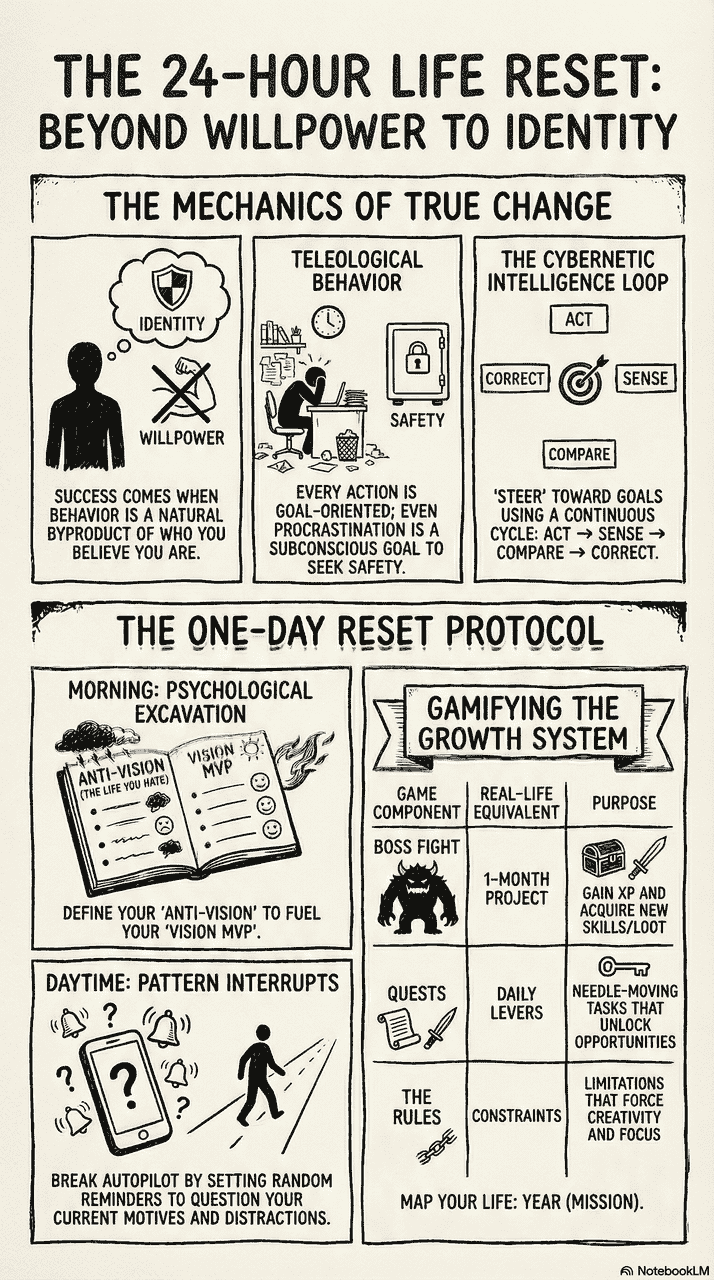 THE 24-HOUR LIFE RESET:
BEYOND WILLPOWER TO IDENTITY
THE MECHANICS OF TRUE CHANGE
IDENTITY
WILLPOWER
SUCCESS COMES WHEN
BEHAVIOR IS A NATURAL
BYPRODUCT OF WHO YOU
BELIEVE YOU ARE.
TELEOLOGICAL
BEHAVIOR
SAFETY
EVERY ACTION IS
GOAL-ORIENTED; EVEN
PROCRASTINATION IS A
SUBCONSCIOUS GOAL TO
SEEK SAFETY.
THE CYBERNETIC
INTELLIGENCE LOOP
ACT
CORRECT
SENSE
COMPARE
'STEER' TOWARD GOALS
USING A CONTINUOUS
CYCLE: ACT → SENSE →
COMPARE → CORRECT.
THE ONE-DAY RESET PROTOCOL
MORNING: PSYCHOLOGICAL
EXCAVATION
ANTI-VISION
(THE LIFE YOU HATE)
VISION
MVP
DEFINE YOUR 'ANTI-VISION' TO FUEL
YOUR 'VISION MVP'.
DAYTIME: PATTERN INTERRUPTS
?
?
?
?
BREAK AUTOPILOT BY SETTING RANDOM
REMINDERS TO QUESTION YOUR
CURRENT MOTIVES AND DISTRACTIONS.
GAMIFYING THE
GROWTH SYSTEM
GAME
COMPONENT
REAL-LIFE
EQUIVALENT
PURPOSE
BOSS FIGHT
1-MONTH
PROJECT
GAIN XP AND
ACQUIRE NEW
SKILLS/LOOT
QUESTS
DAILY
LEVERS
NEEDLE-MOVING
TASKS THAT
UNLOCK
OPPORTUNITIES
THE
RULES
CONSTRAINTS
LIMITATIONS
THAT FORCE
CREATIVITY
AND FOCUS
MAP YOUR LIFE: YEAR (MISSION).
NotebookLM